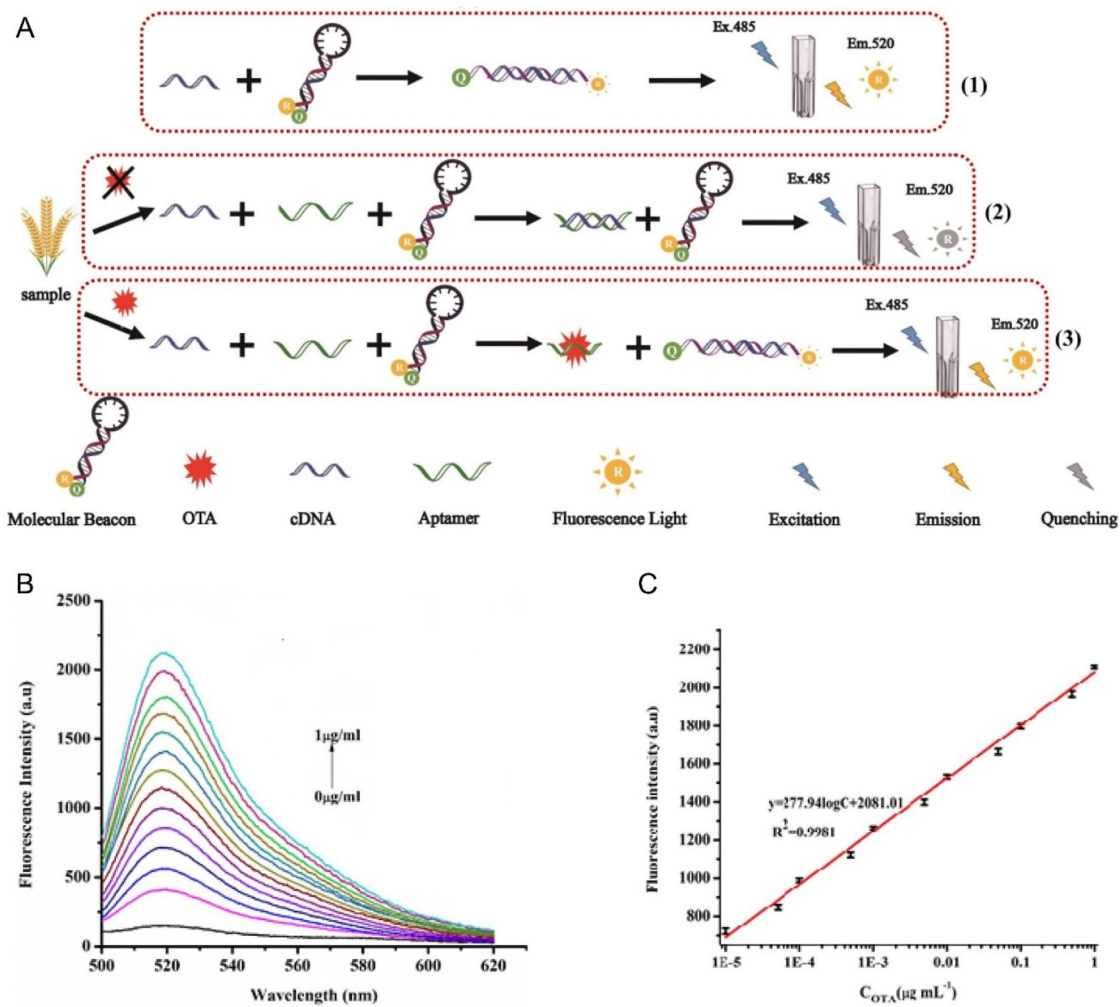 A
Ex.485
Em.520
R
Q
Q
R
R
(1)
Ex.485
Em.520
R
Q
R
Q
R
(2)
sample
Ex.485
Em.520
R
Q
Q
R
R
(3)
R
Q
R
Molecular Beacon
OTA
cDNA
Aptamer
Fluorescence Light
Excitation
Emission
Quenching
B
2500
2000
1500
1000
500
0
Fluorescence Intensity (a.u)
1μg/ml
0μg/ml
500
520
540
560
580
600
620
Wavelength (nm)
C
2200
2000
1800
1600
1400
1200
1000
800
Fluorescence intensity (a.u)
y=277.94logC+2081.01
R²=0.9981
1E-5
1E-4
1E-3
0.01
0.1
1
C_OTA(μg mL⁻¹)